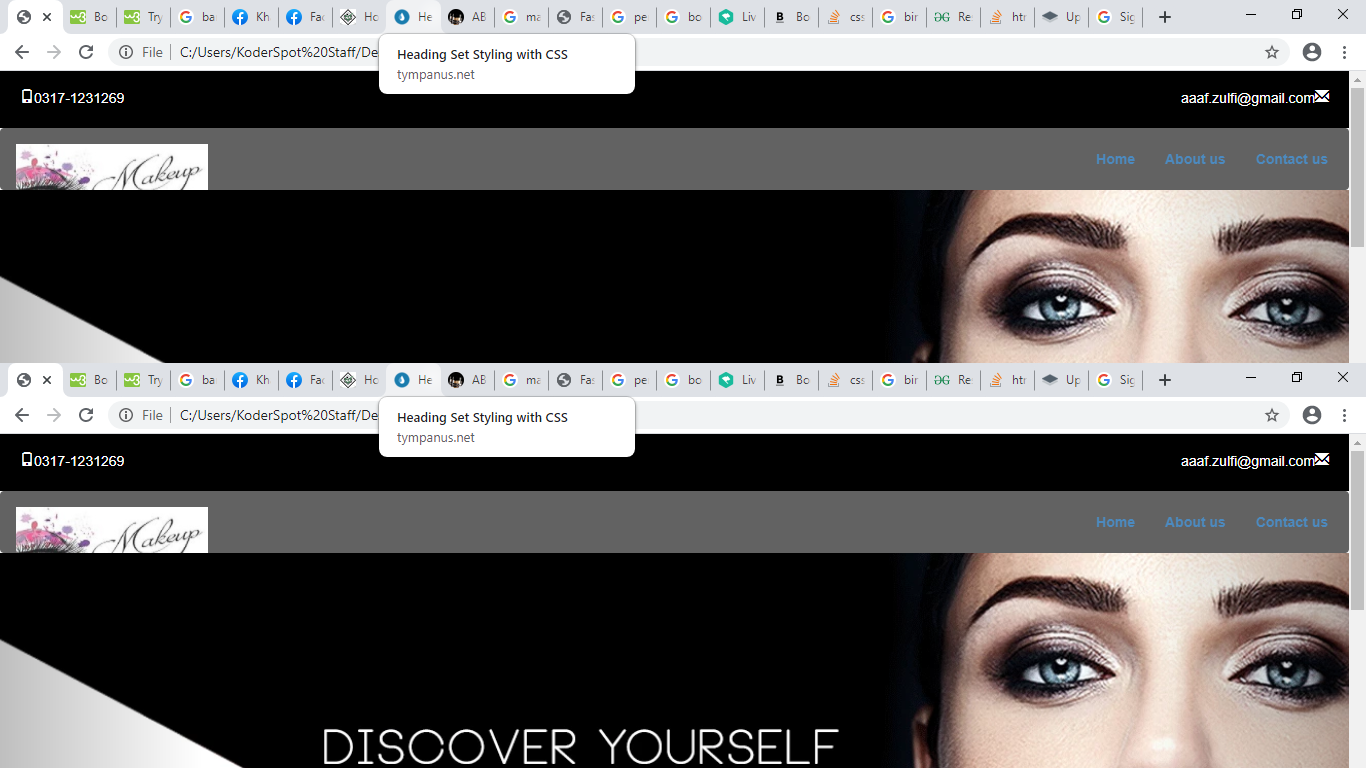 Bo
Try
ba
Kh
Fac
Ho
He
AB
ma
Fas
pe
bo
Liv
B
Bo
css
bir
Re
htr
Up
Sig
File
C:/Users/KoderSpot%20Staff/De
Heading Set Styling with CSS
tympanus.net
0317-1231269
aaaf.zulfi@gmail.com
Makeup
Home
About us
Contact us
Bo
Try
ba
Kh
Fac
Ho
He
AB
ma
Fas
pe
bo
Liv
B
Bo
css
bir
Re
htr
Up
Sig
File
C:/Users/KoderSpot%20Staff/De
Heading Set Styling with CSS
tympanus.net
0317-1231269
aaaf.zulfi@gmail.com
Makeup
Home
About us
Contact us
DISCOVER YOURSELF